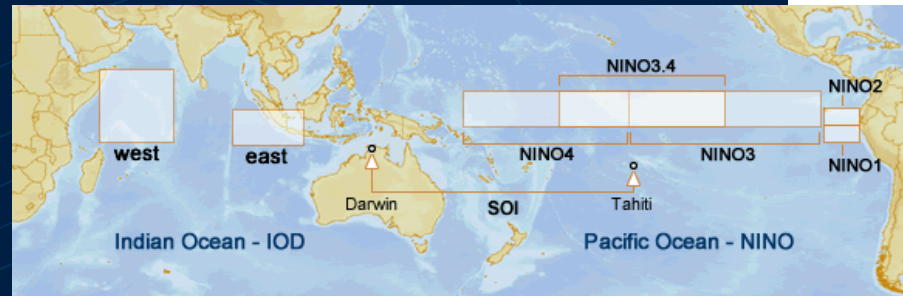 NINO3.4
NINO2
west
east
NINO4
NINO3
NINO1
Darwin
SOI
Tahiti
Indian Ocean - IOD
Pacific Ocean - NINO